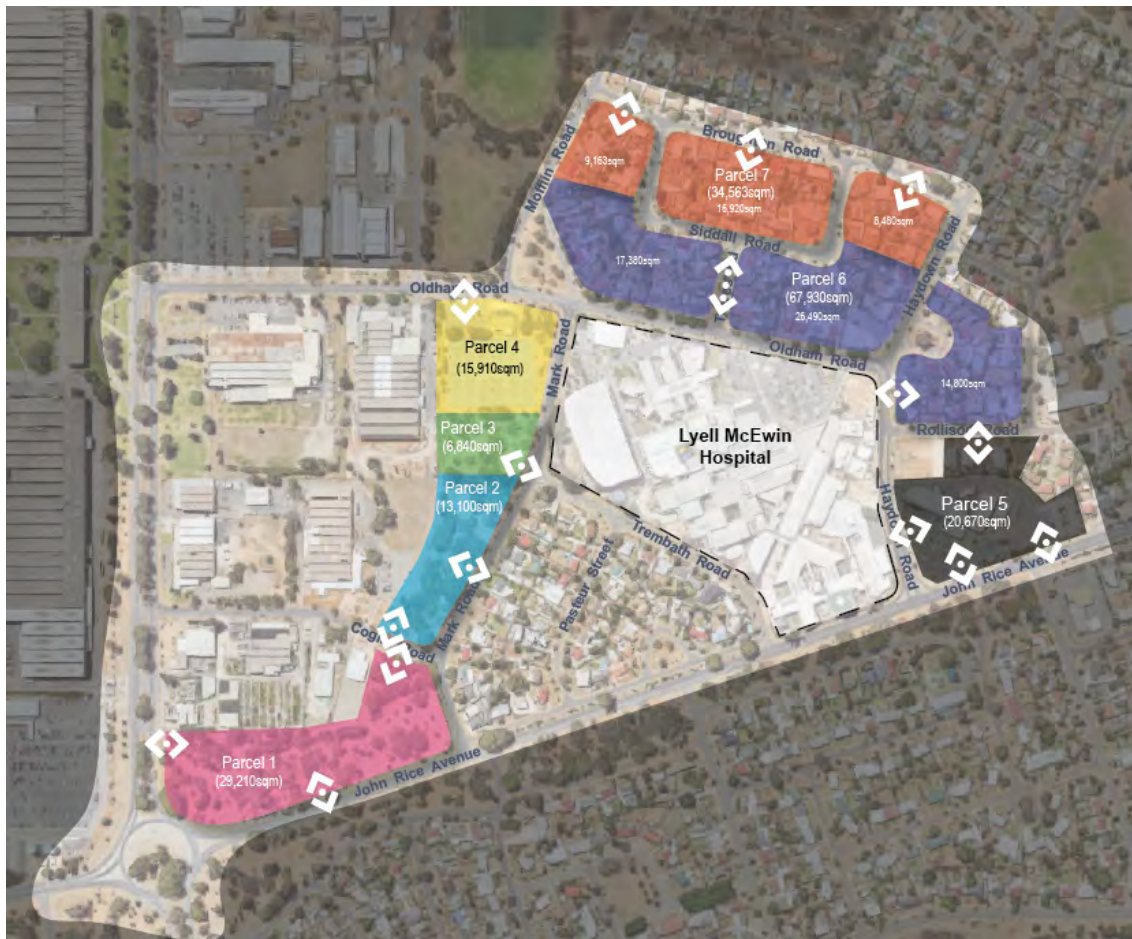 Broughton Road
Mofflin Road
9,163sqm
Parcel 7
(34,563sqm)
16,920sqm
8,480sqm
Siddall Road
Haydown Road
17,380sqm
Parcel 6
(67,930sqm)
26,490sqm
Oldham Road
Oldham Road
Mark Road
Parcel 4
(15,910sqm)
14,800sqm
Rollison Road
Parcel 3
(6,840sqm)
Lyell McEwin
Hospital
Parcel 2
(13,100sqm)
Haydown Road
Parcel 5
(20,670sqm)
Trembath Road
Pasteur Street
John Rice Avenue
Mark Road
Road
Parcel 1
(29,210sqm)
John Rice Avenue